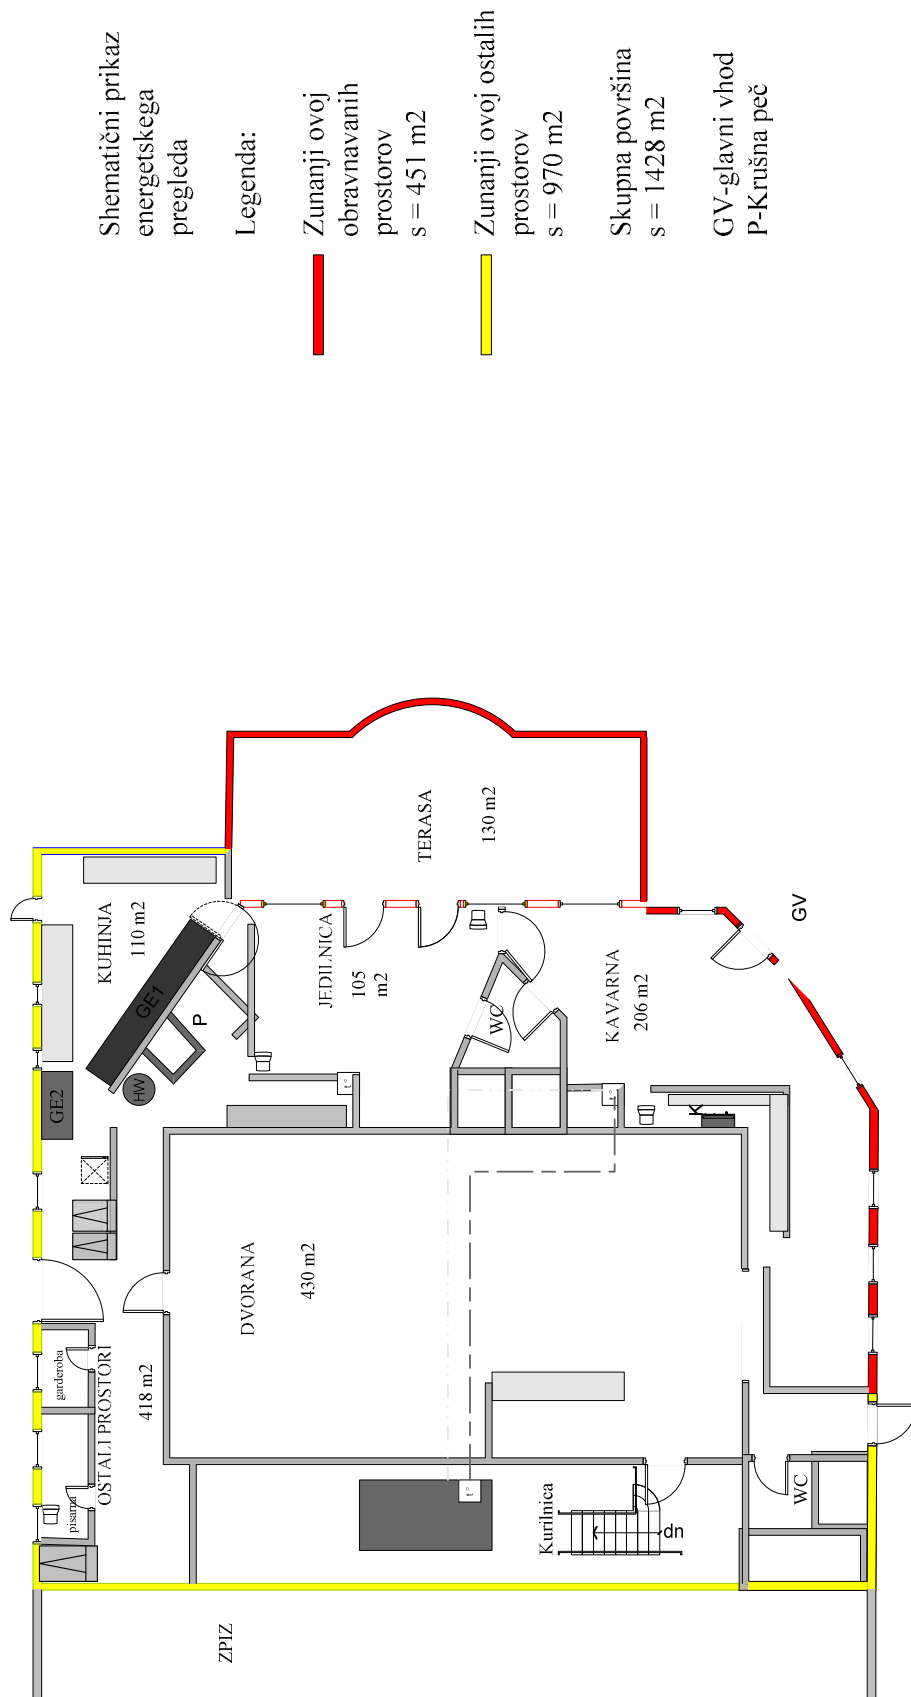 Shematični prikaz
energetskega
pregleda
Legenda:
Zunanji ovoj
obravnavanih
prostorov
s = 451 m2
Zunanji ovoj ostalih
prostorov
s = 970 m2
Skupna površina
s = 1428 m2
GV-glavni vhod
P-Krušna peč
KUHINJA
110 m2
GE1
GE2
HW
P
JEDILNICA
105
m2
TERASA
130 m2
WC
KAVARNA
206 m2
GV
K
t°
t°
DVORANA
430 m2
garderoba
OSTALI PROSTORI
418 m2
pisarna
t°
Kurilnica
dn
WC
ZPIZ